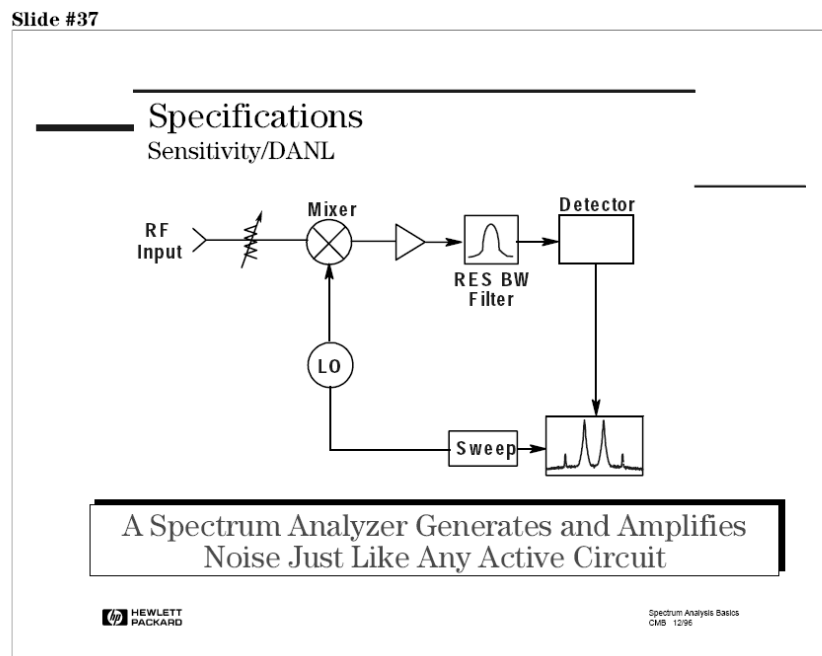 Slide #37
Specifications
Sensitivity/DANL
RF
Input
Mixer
RES BW
Filter
Detector
LO
Sweep
A Spectrum Analyzer Generates and Amplifies
Noise Just Like Any Active Circuit
hp HEWLETT
PACKARD
Spectrum Analysis Basics
CMB 12/96